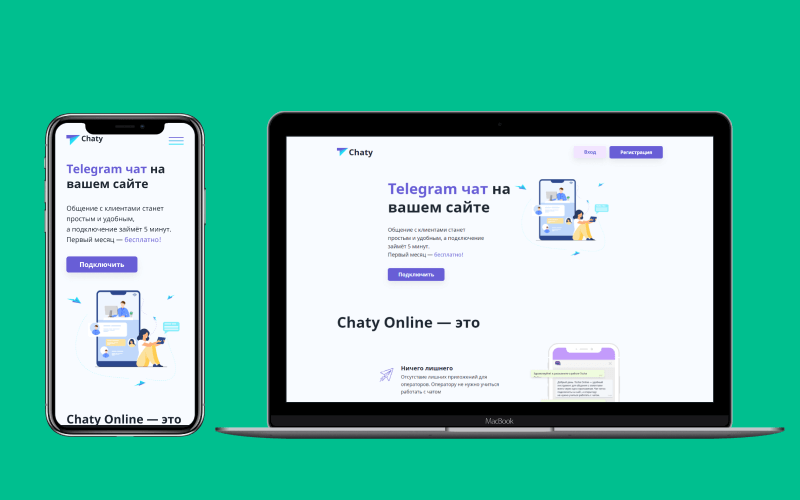 Chaty
Telegram чат на
вашем сайте
Общение с клиентами станет
простым и удобным,
а подключение займёт 5 минут.
Первый месяц — бесплатно!
Подключить
Chaty Online — это
Chaty
Вход
Регистрация
Telegram чат на
вашем сайте
Общение с клиентами станет
простым и удобным, а подключение
займёт 5 минут.
Первый месяц — бесплатно!
Подключить
Chaty Online — это
Ничего лишнего
Отсутствие лишних приложений для
операторов. Оператору не нужно учиться
работать с чатом
MacBook